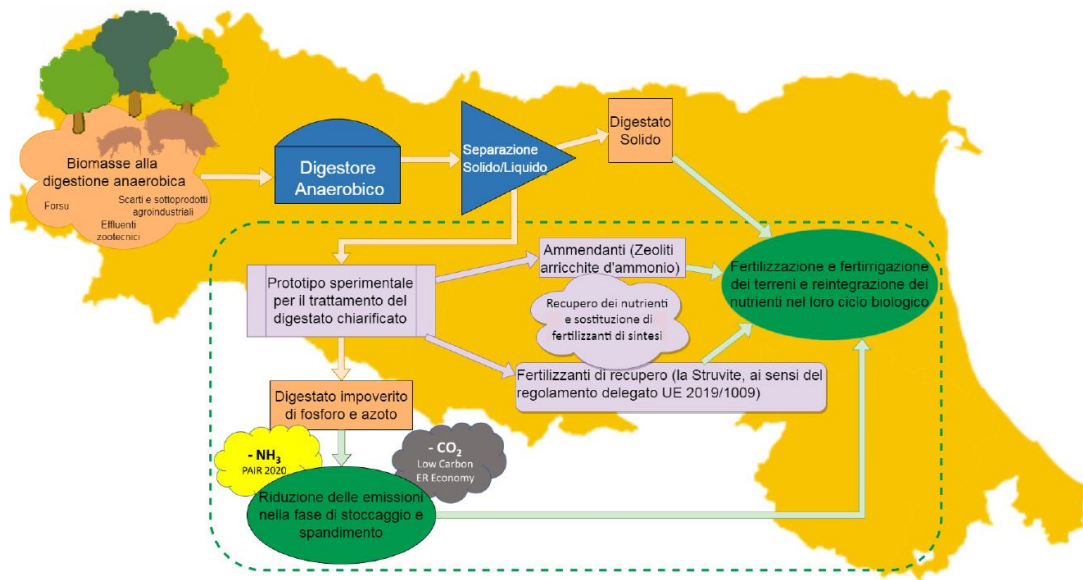 Biomasse alla
digestione anaerobica
Forsu
Scarti e sottoprodotti
agroindustriali
Effluenti
zootecnici
Digestore
Anaerobico
Separazione
Solido/Liquido
Digestato
Solido
Prototipo sperimentale
per il trattamento del
digestato chiarificato
Ammendanti (Zeoliti
arricchite d'ammonio)
Recupero dei nutrienti
e sostituzione di
fertilizzanti di sintesi
Fertilizzazione e fertirrigazione
dei terreni e reintegrazione dei
nutrienti nel loro ciclo biologico
Fertilizzanti di recupero (la Struvite, ai sensi del
regolamento delegato UE 2019/1009)
Digestato impoverito
di fosforo e azoto
- NH₃
PAIR 2020
- CO₂
Low Carbon
ER Economy
Riduzione delle emissioni
nella fase di stoccaggio e
spandimento